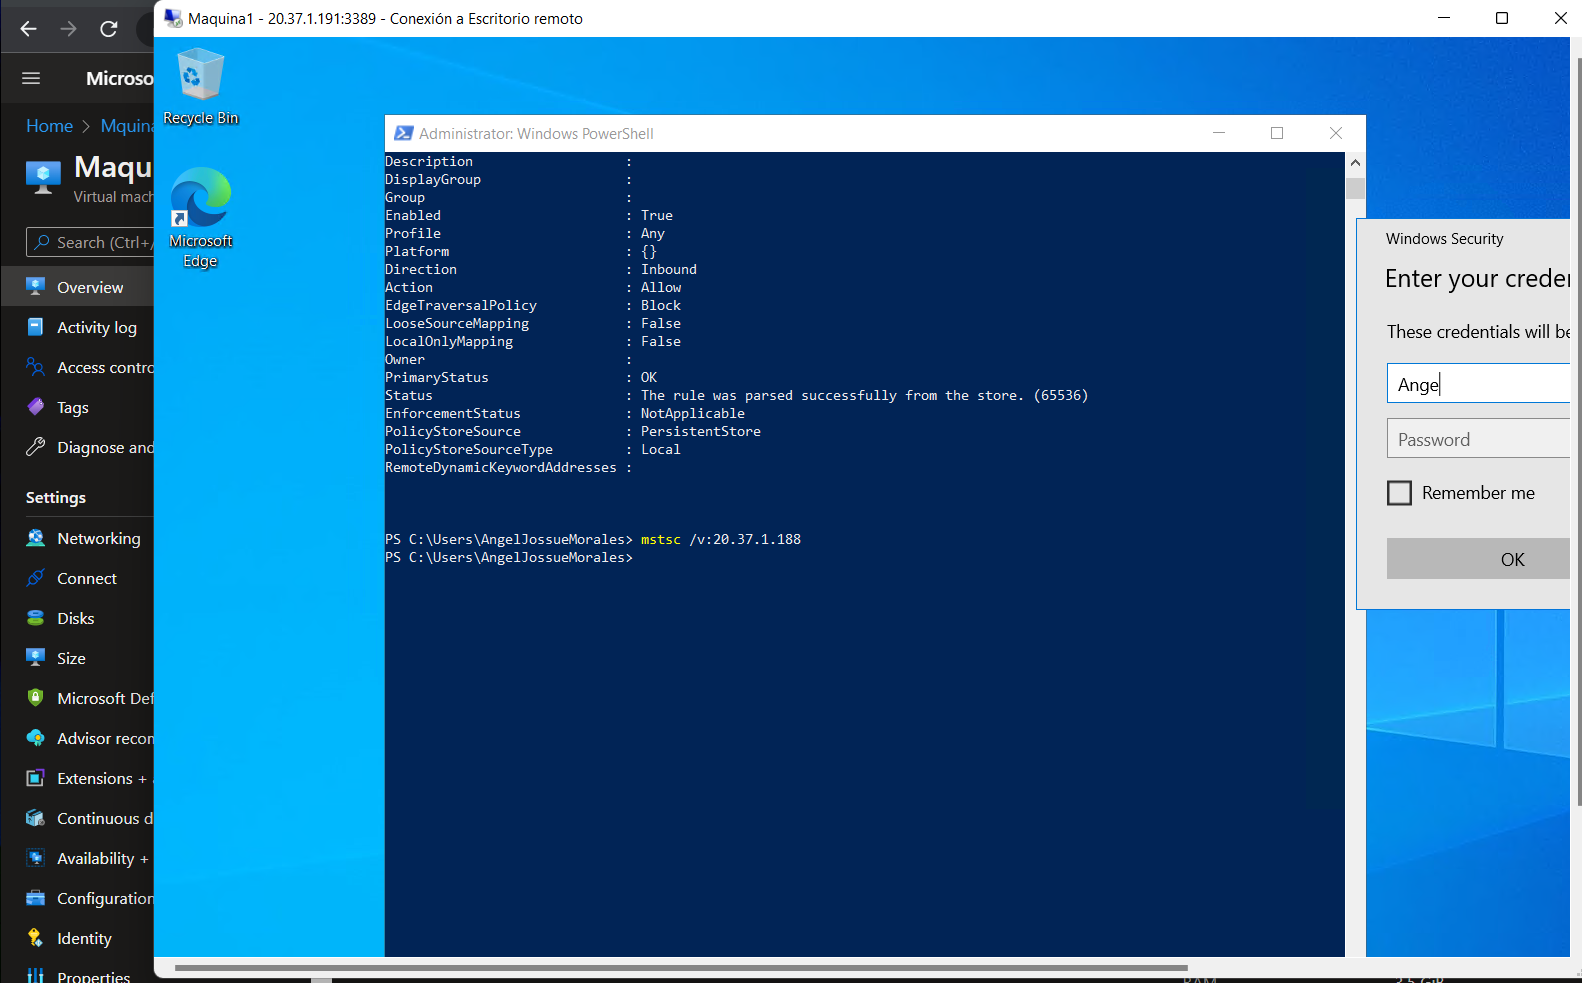 Maquina1 - 20.37.1.191:3389 - Conexión a Escritorio remoto
Microso
Home > Mquina
Maqu
Virtual mach
Search (Ctrl+/
Overview
Activity log
Access contro
Tags
Diagnose and
Settings
Networking
Connect
Disks
Size
Microsoft Def
Advisor recom
Extensions +
Continuous d
Availability +
Configuration
Identity
Properties
Recycle Bin
Microsoft
Edge
Administrator: Windows PowerShell
Description :
DisplayGroup :
Group :
Enabled : True
Profile : Any
Platform : {}
Direction : Inbound
Action : Allow
EdgeTraversalPolicy : Block
LooseSourceMapping : False
LocalOnlyMapping : False
Owner :
PrimaryStatus : OK
Status : The rule was parsed successfully from the store. (65536)
EnforcementStatus : NotApplicable
PolicyStoreSource : PersistentStore
PolicyStoreSourceType : Local
RemoteDynamicKeywordAddresses :
PS C:\Users\AngelJossueMorales> mstsc /v:20.37.1.188
PS C:\Users\AngelJossueMorales>
Windows Security
Enter your creder
These credentials will be
Ange
Password
Remember me
OK